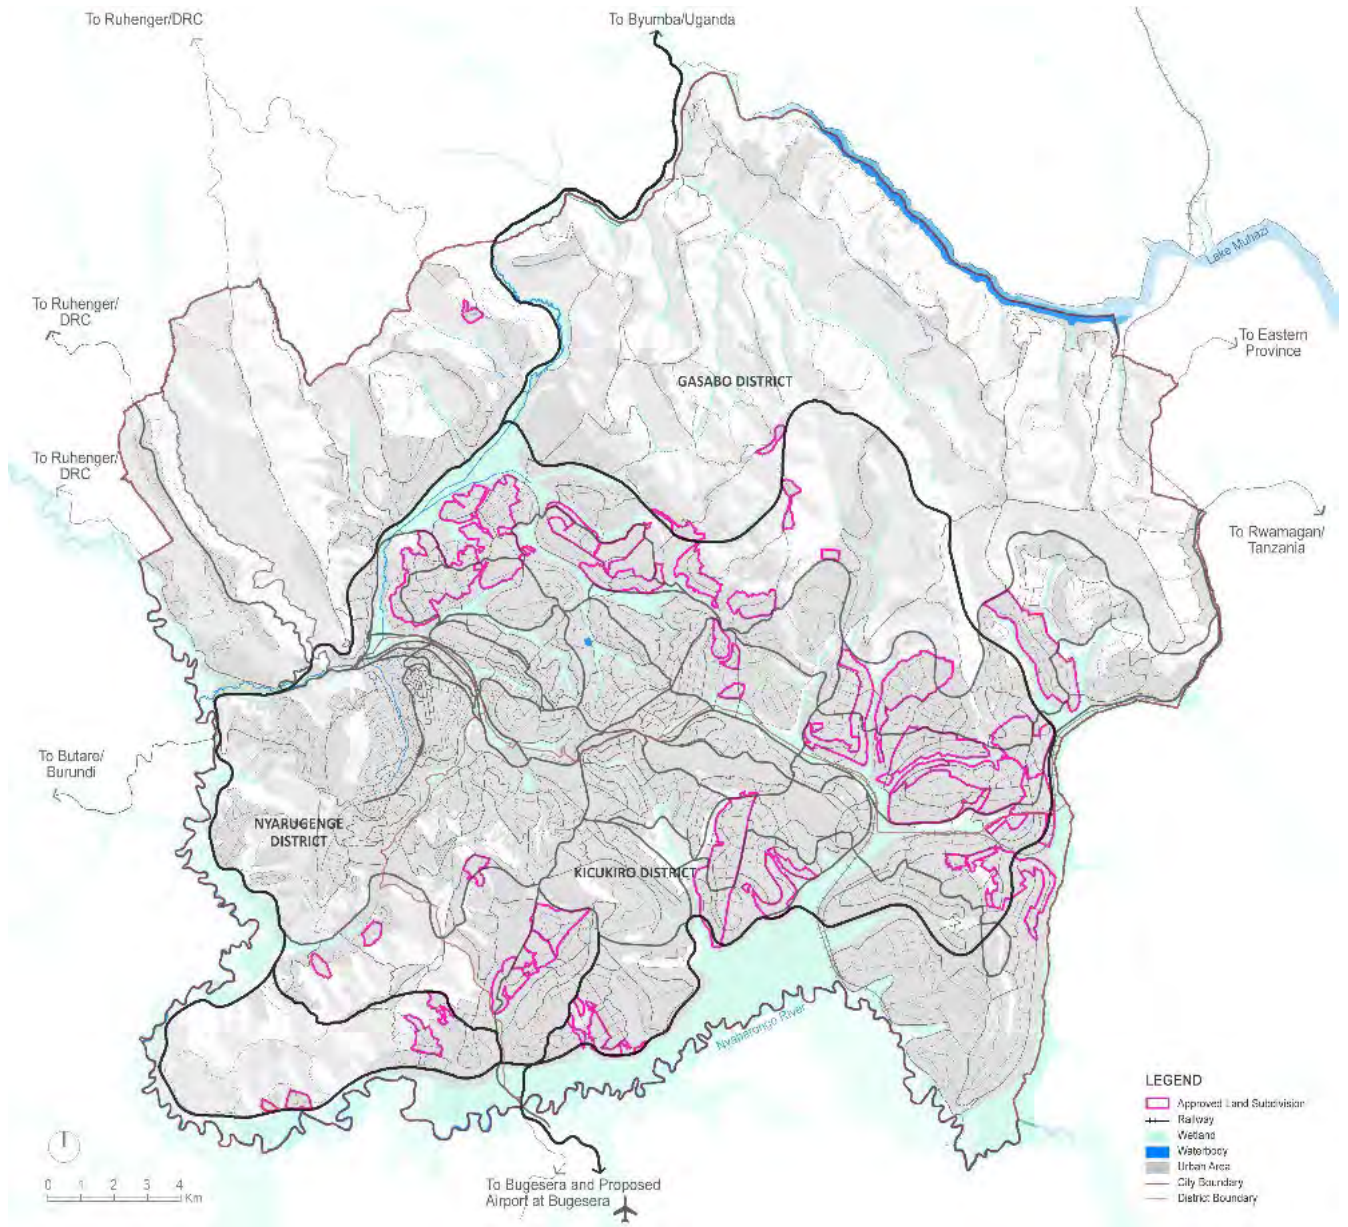 To Ruhenger/DRC
To Byumba/Uganda
Lake Muhazi
To Ruhenger/
DRC
To Eastern
Province
GASABO DISTRICT
To Ruhenger/
DRC
To Rwamagan/
Tanzania
To Butare/
Burundi
NYARUGENGE
DISTRICT
KICUKIRO DISTRICT
Nyabarongo River
LEGEND
Approved Land Subdivision
Railway
Wetland
Waterbody
Urban Area
City Boundary
District Boundary
0 1 2 3 4
Km
To Bugesera and Proposed
Airport at Bugesera